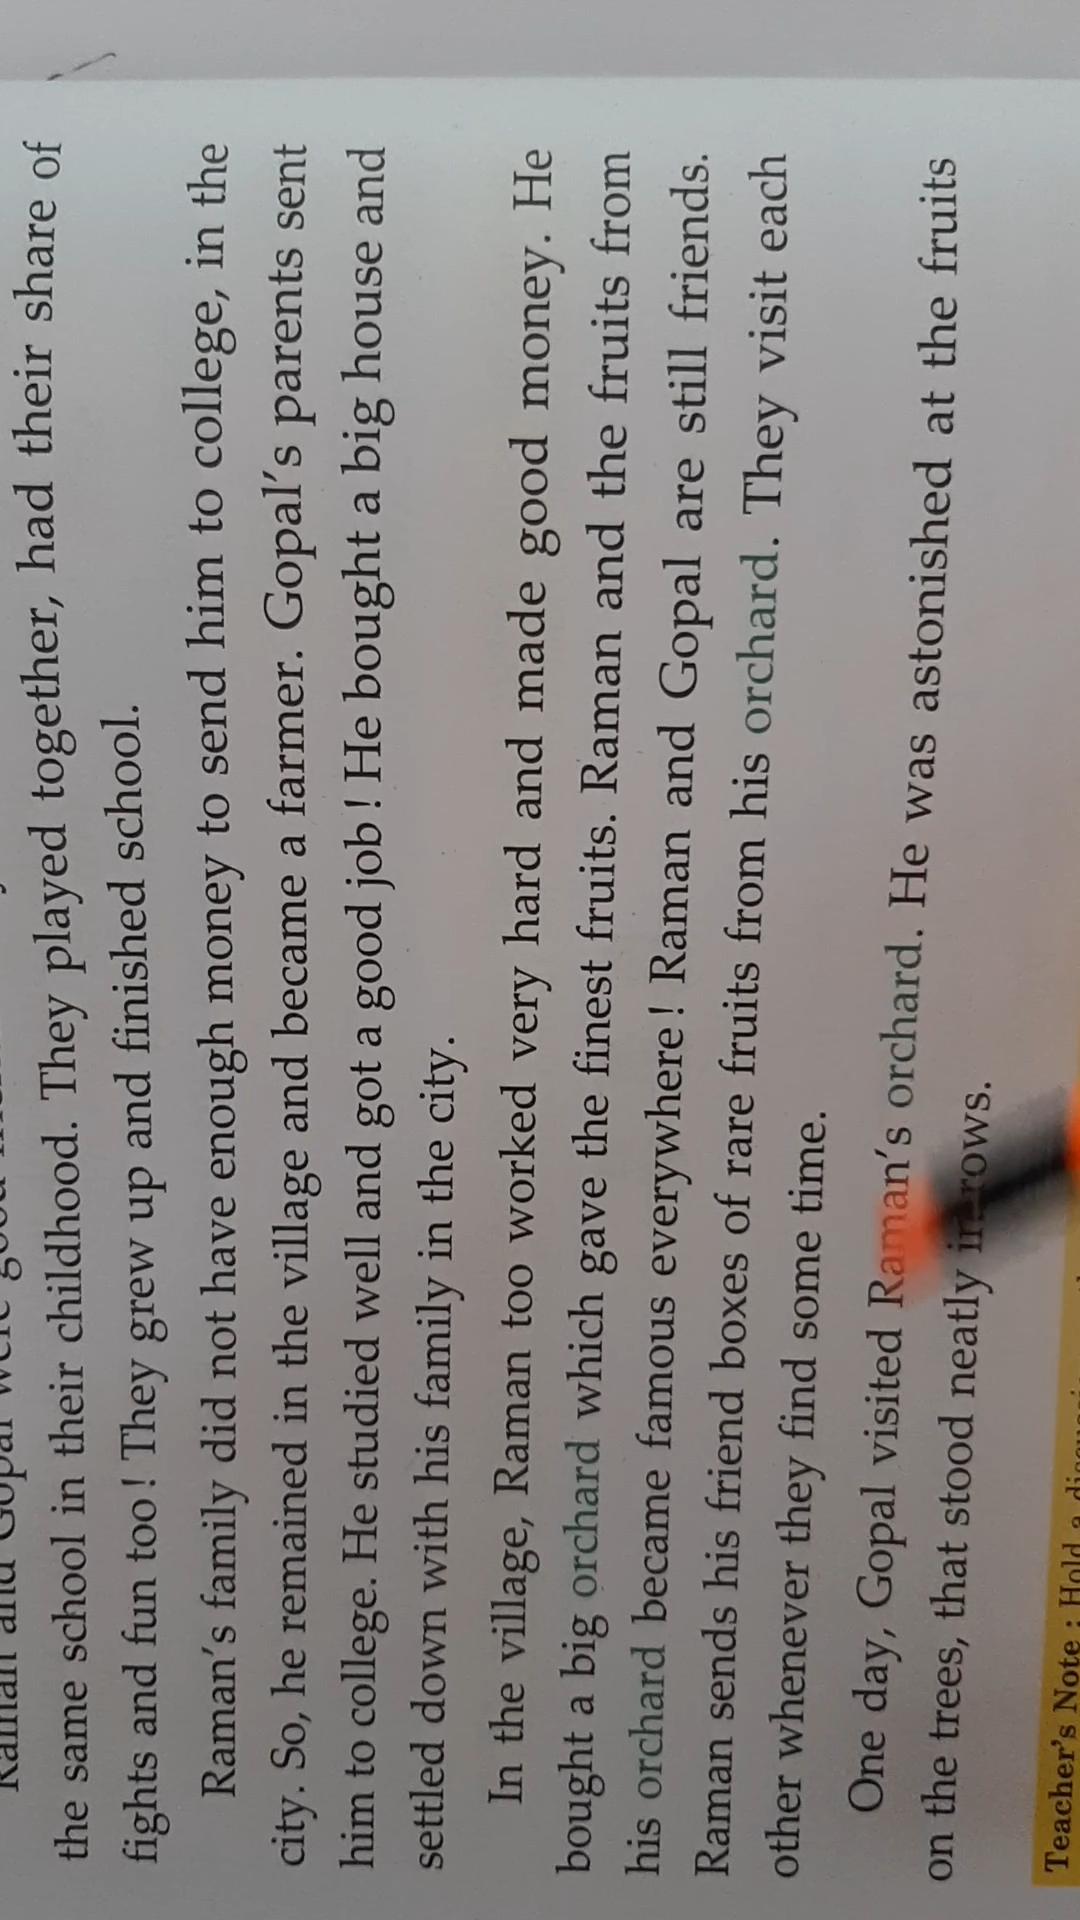 Raman and Gopal were good
the same school in their childhood. They played together, had their share of
fights and fun too! They grew up and finished school.
Raman's family did not have enough money to send him to college, in the
city. So, he remained in the village and became a farmer. Gopal's parents sent
him to college. He studied well and got a good job! He bought a big house and
settled down with his family in the city.
In the village, Raman too worked very hard and made good money. He
bought a big orchard which gave the finest fruits. Raman and the fruits from
his orchard became famous everywhere! Raman and Gopal are still friends.
Raman sends his friend boxes of rare fruits from his orchard. They visit each
other whenever they find some time.
One day, Gopal visited Raman's orchard. He was astonished at the fruits
on the trees, that stood neatly in rows.
Teacher's Note : Hold a